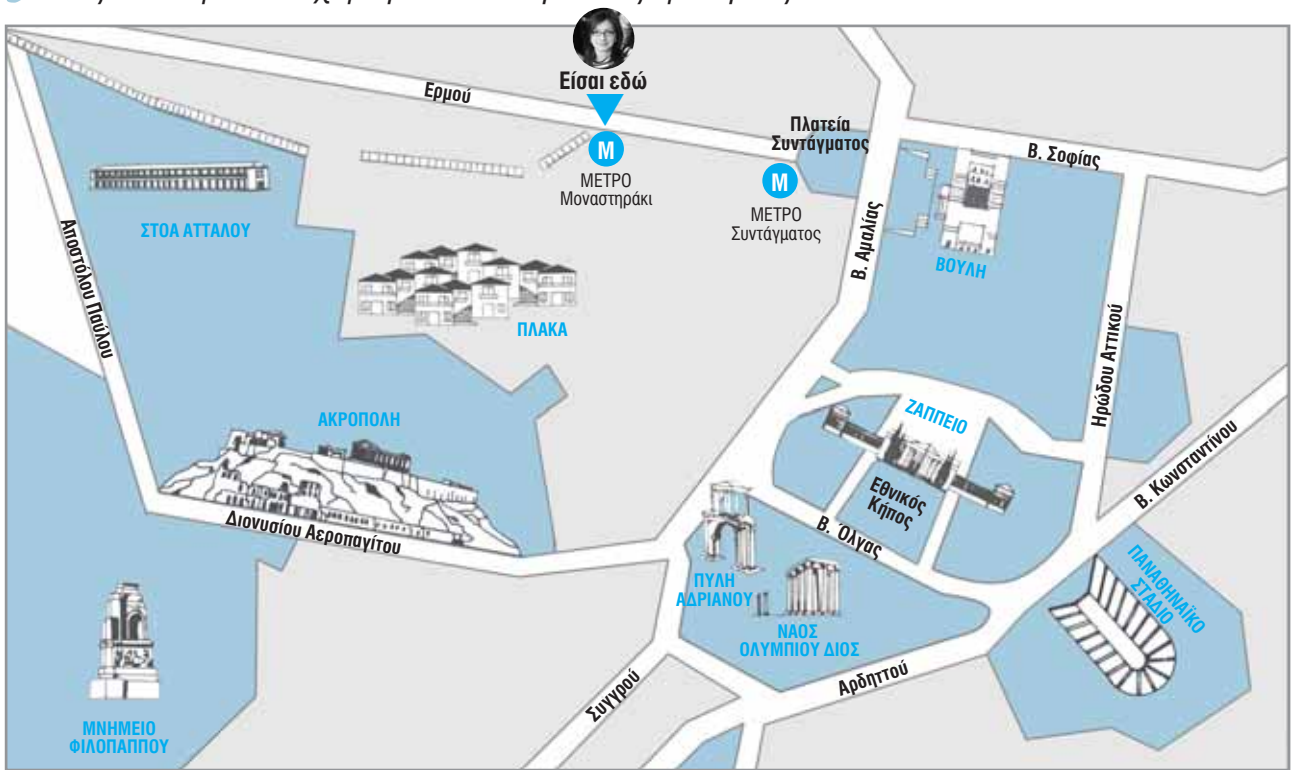 Είσαι εδώ
Ερμού
Πλατεία
Συντάγματος
Β. Σοφίας
Μ
ΜΕΤΡΟ
Μοναστηράκι
Μ
ΜΕΤΡΟ
Συντάγματος
ΣΤΟΑ ΑΤΤΑΛΟΥ
Β. Αμαλίας
ΒΟΥΛΗ
Αποστόλου Παύλου
ΠΛΑΚΑ
Ηρώδου Αττικού
ΑΚΡΟΠΟΛΗ
ΖΑΠΠΕΙΟ
Β. Κωνσταντίνου
Εθνικός
Κήπος
Διονυσίου Αεροπαγίτου
Β. Όλγας
ΠΥΛΗ
ΑΔΡΙΑΝΟΥ
ΠΑΝΑΘΗΝΑΪΚΟ
ΣΤΑΔΙΟ
ΝΑΟΣ
ΟΛΥΜΠΙΟΥ ΔΙΟΣ
Αρδηττού
Συγγρού
ΜΝΗΜΕΙΟ
ΦΙΛΟΠΑΠΠΟΥ